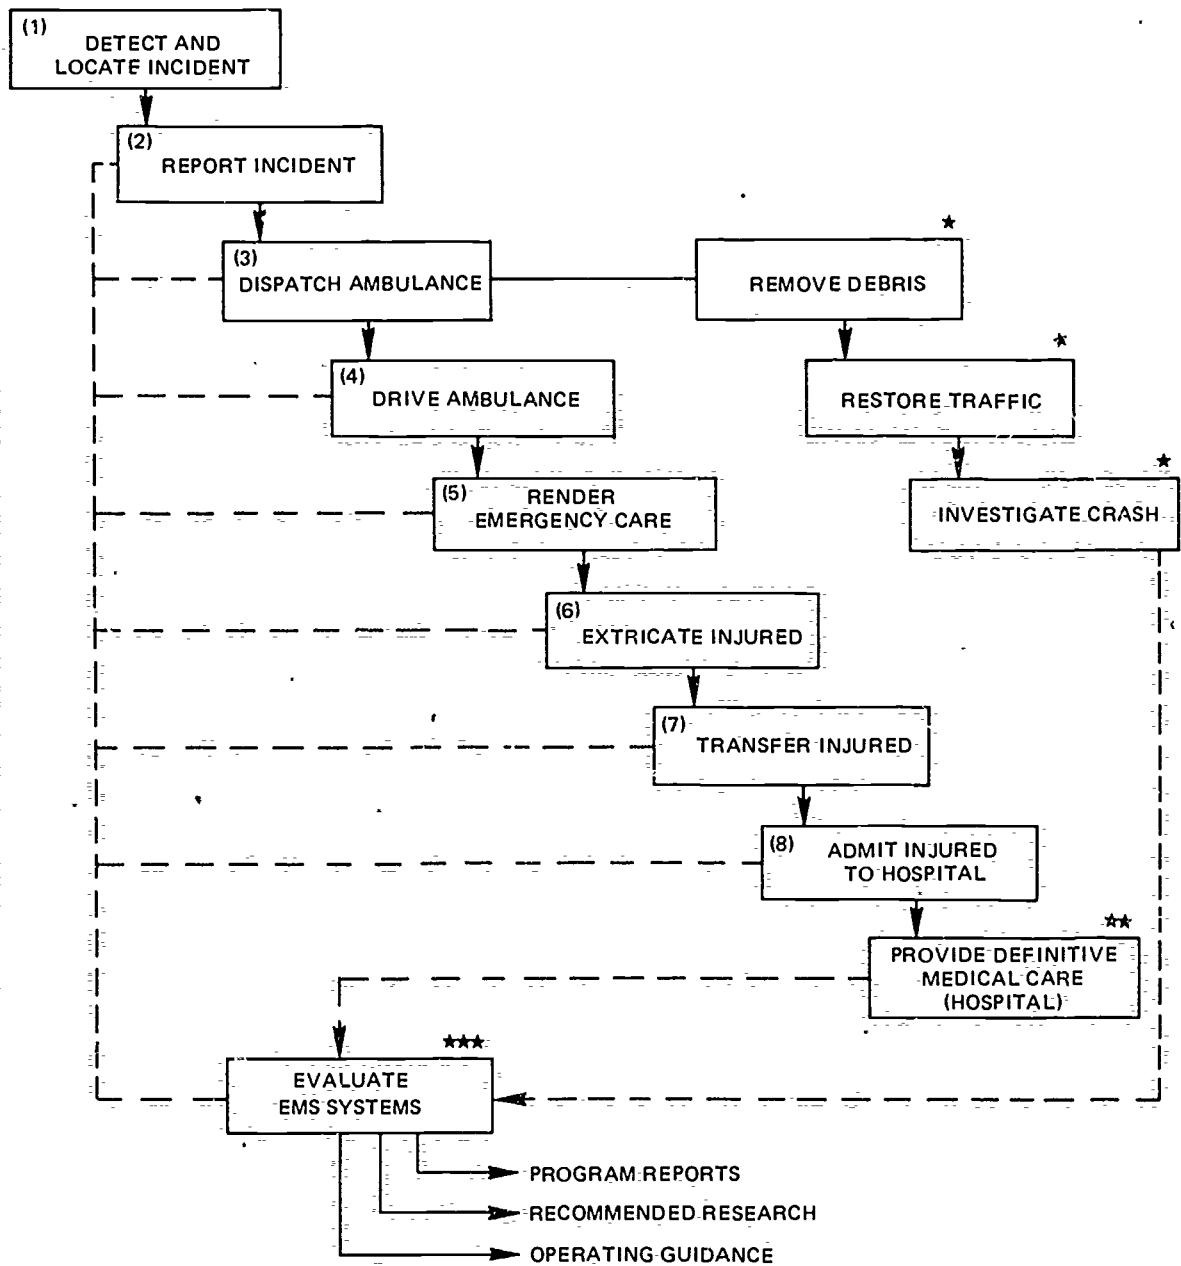 (1)
DETECT AND
LOCATE INCIDENT
(2)
REPORT INCIDENT
(3)
DISPATCH AMBULANCE
★
REMOVE DEBRIS
(4)
DRIVE AMBULANCE
★
RESTORE TRAFFIC
(5)
RENDER
EMERGENCY CARE
★
INVESTIGATE CRASH
(6)
EXTRICATE INJURED
(7)
TRANSFER INJURED
(8)
ADMIT INJURED
TO HOSPITAL
★★
PROVIDE DEFINITIVE
MEDICAL CARE
(HOSPITAL)
★★★
EVALUATE
EMS SYSTEMS
PROGRAM REPORTS
RECOMMENDED RESEARCH
OPERATING GUIDANCE